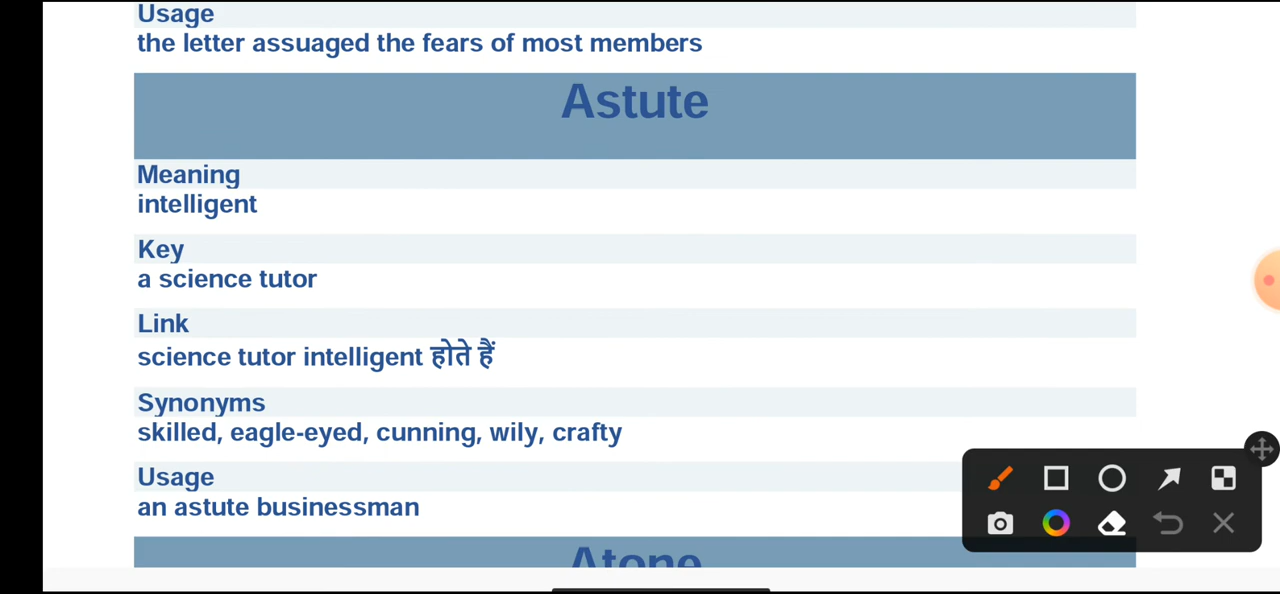 Usage
the letter assuaged the fears of most members
Astute
Meaning
intelligent
Key
a science tutor
Link
science tutor intelligent होते हैं
Synonyms
skilled, eagle-eyed, cunning, wily, crafty
Usage
an astute businessman
Atone